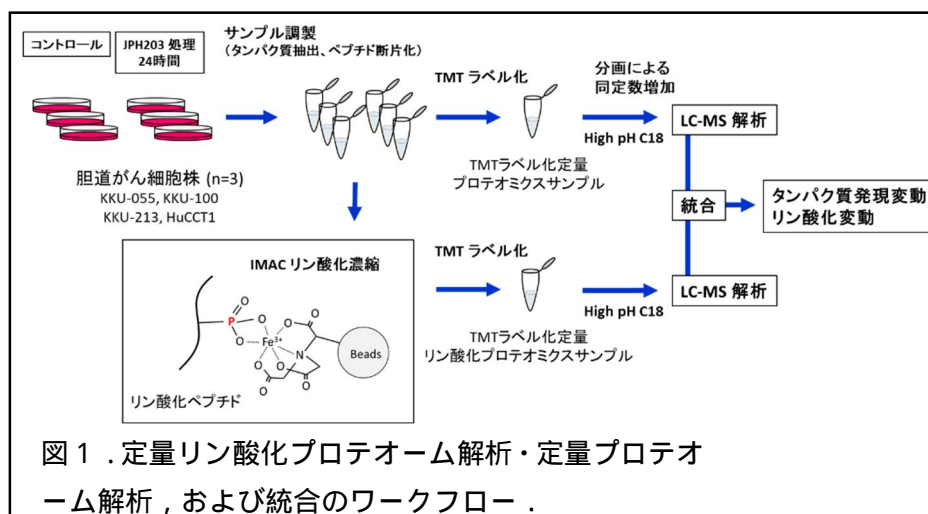 コントロール
JPH203 処理
24時間
サンプル調製
(タンパク質抽出、ペプチド断片化)
TMT ラベル化
分画による
同定数増加
High pH C18
LC-MS 解析
TMTラベル化定量
プロテオミクスサンプル
胆道がん細胞株 (n=3)
KKU-055, KKU-100
KKU-213, HuCCT1
統合
タンパク質発現変動
リン酸化変動
IMAC リン酸化濃縮
TMT ラベル化
High pH C18
LC-MS 解析
TMTラベル化定量
リン酸化プロテオミクスサンプル
O
P
O
O
Fe3+
O
O
N
O
O
O
O
Beads
リン酸化ペプチド
図1.定量リン酸化プロテオーム解析・定量プロテオ
ーム解析,および統合のワークフロー.